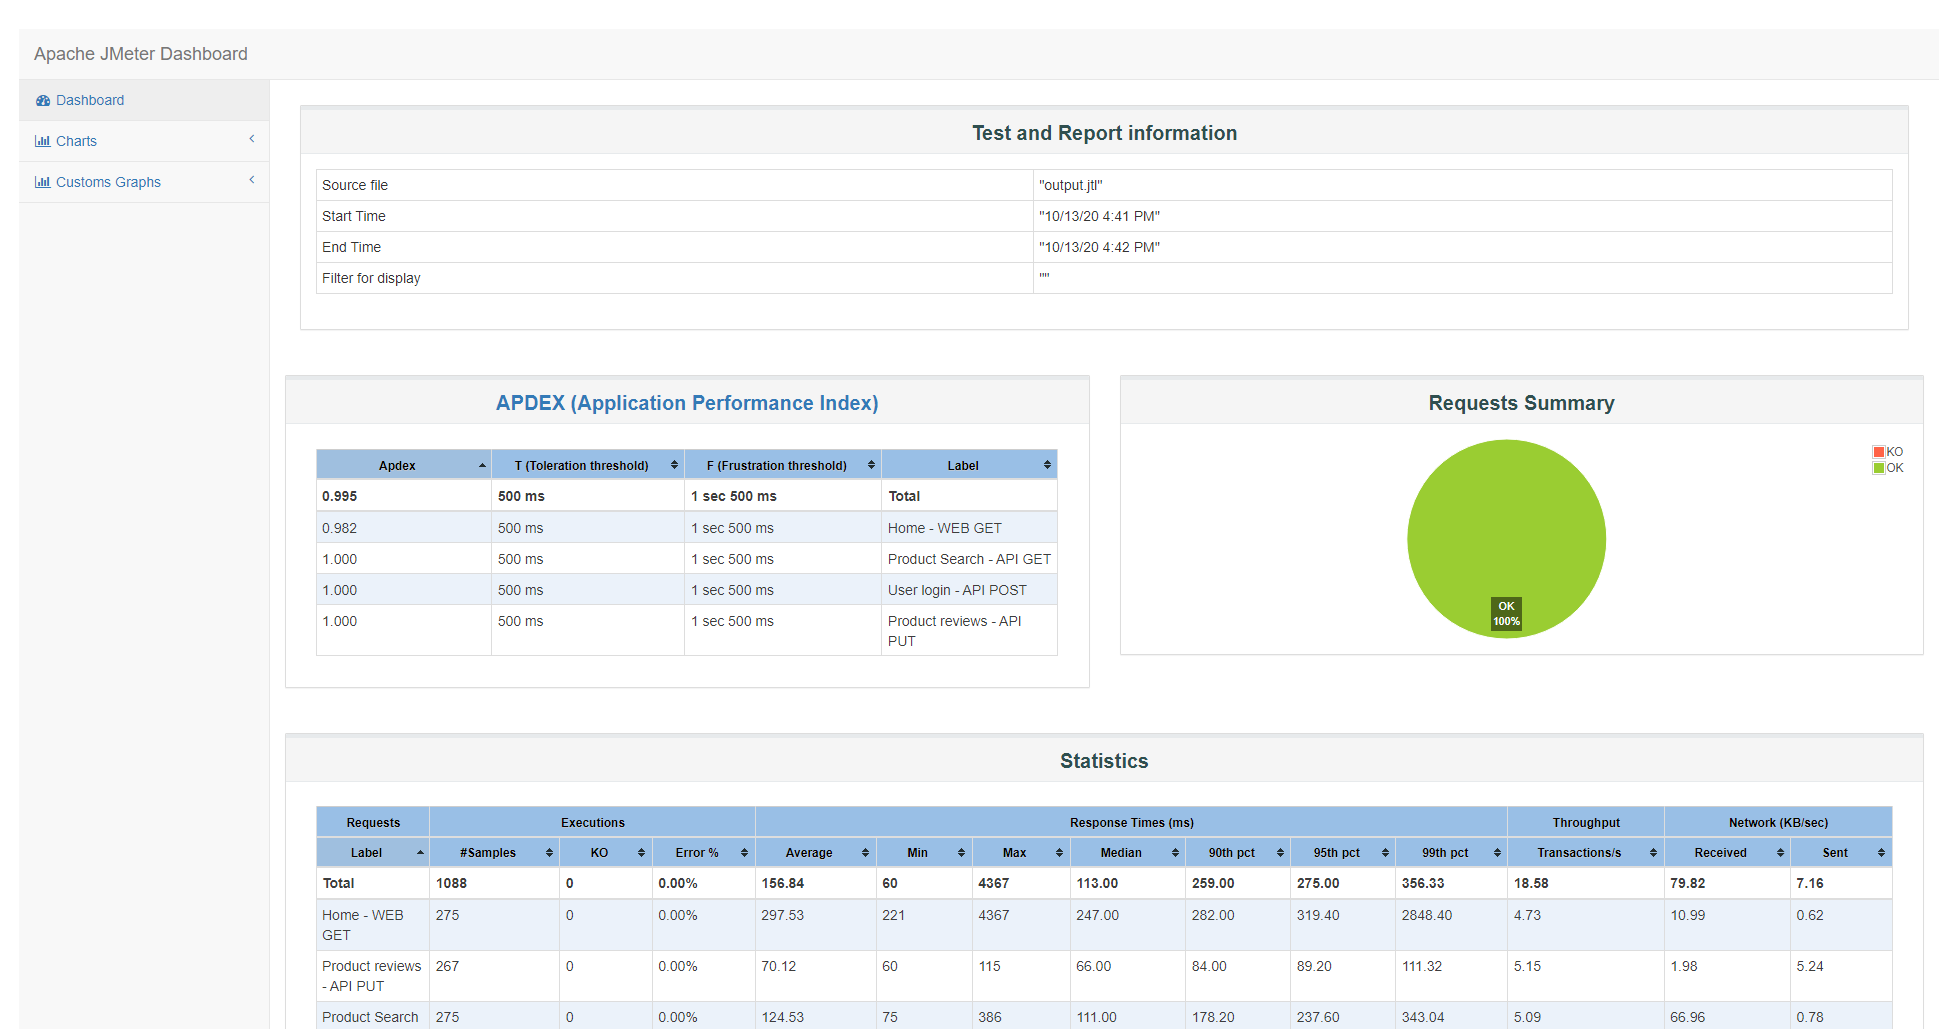 Apache JMeter Dashboard
Dashboard
Charts
Customs Graphs
Test and Report information
Source file "output.jtl"
Start Time "10/13/20 4:41 PM"
End Time "10/13/20 4:42 PM"
Filter for display ""
APDEX (Application Performance Index)
Apdex T (Toleration threshold) F (Frustration threshold) Label
0.995 500 ms 1 sec 500 ms Total
0.982 500 ms 1 sec 500 ms Home - WEB GET
1.000 500 ms 1 sec 500 ms Product Search - API GET
1.000 500 ms 1 sec 500 ms User login - API POST
1.000 500 ms 1 sec 500 ms Product reviews - API
PUT
Requests Summary
KO
OK
OK
100%
Statistics
Requests Executions Response Times (ms) Throughput Network (KB/sec)
Label #Samples KO Error % Average Min Max Median 90th pct 95th pct 99th pct Transactions/s Received Sent
Total 1088 0 0.00% 156.84 60 4367 113.00 259.00 275.00 356.33 18.58 79.82 7.16
Home - WEB 275 0 0.00% 297.53 221 4367 247.00 282.00 319.40 2848.40 4.73 10.99 0.62
GET
Product reviews 267 0 0.00% 70.12 60 115 66.00 84.00 89.20 111.32 5.15 1.98 5.24
- API PUT
Product Search 275 0 0.00% 124.53 75 386 111.00 178.20 237.60 343.04 5.09 66.96 0.78